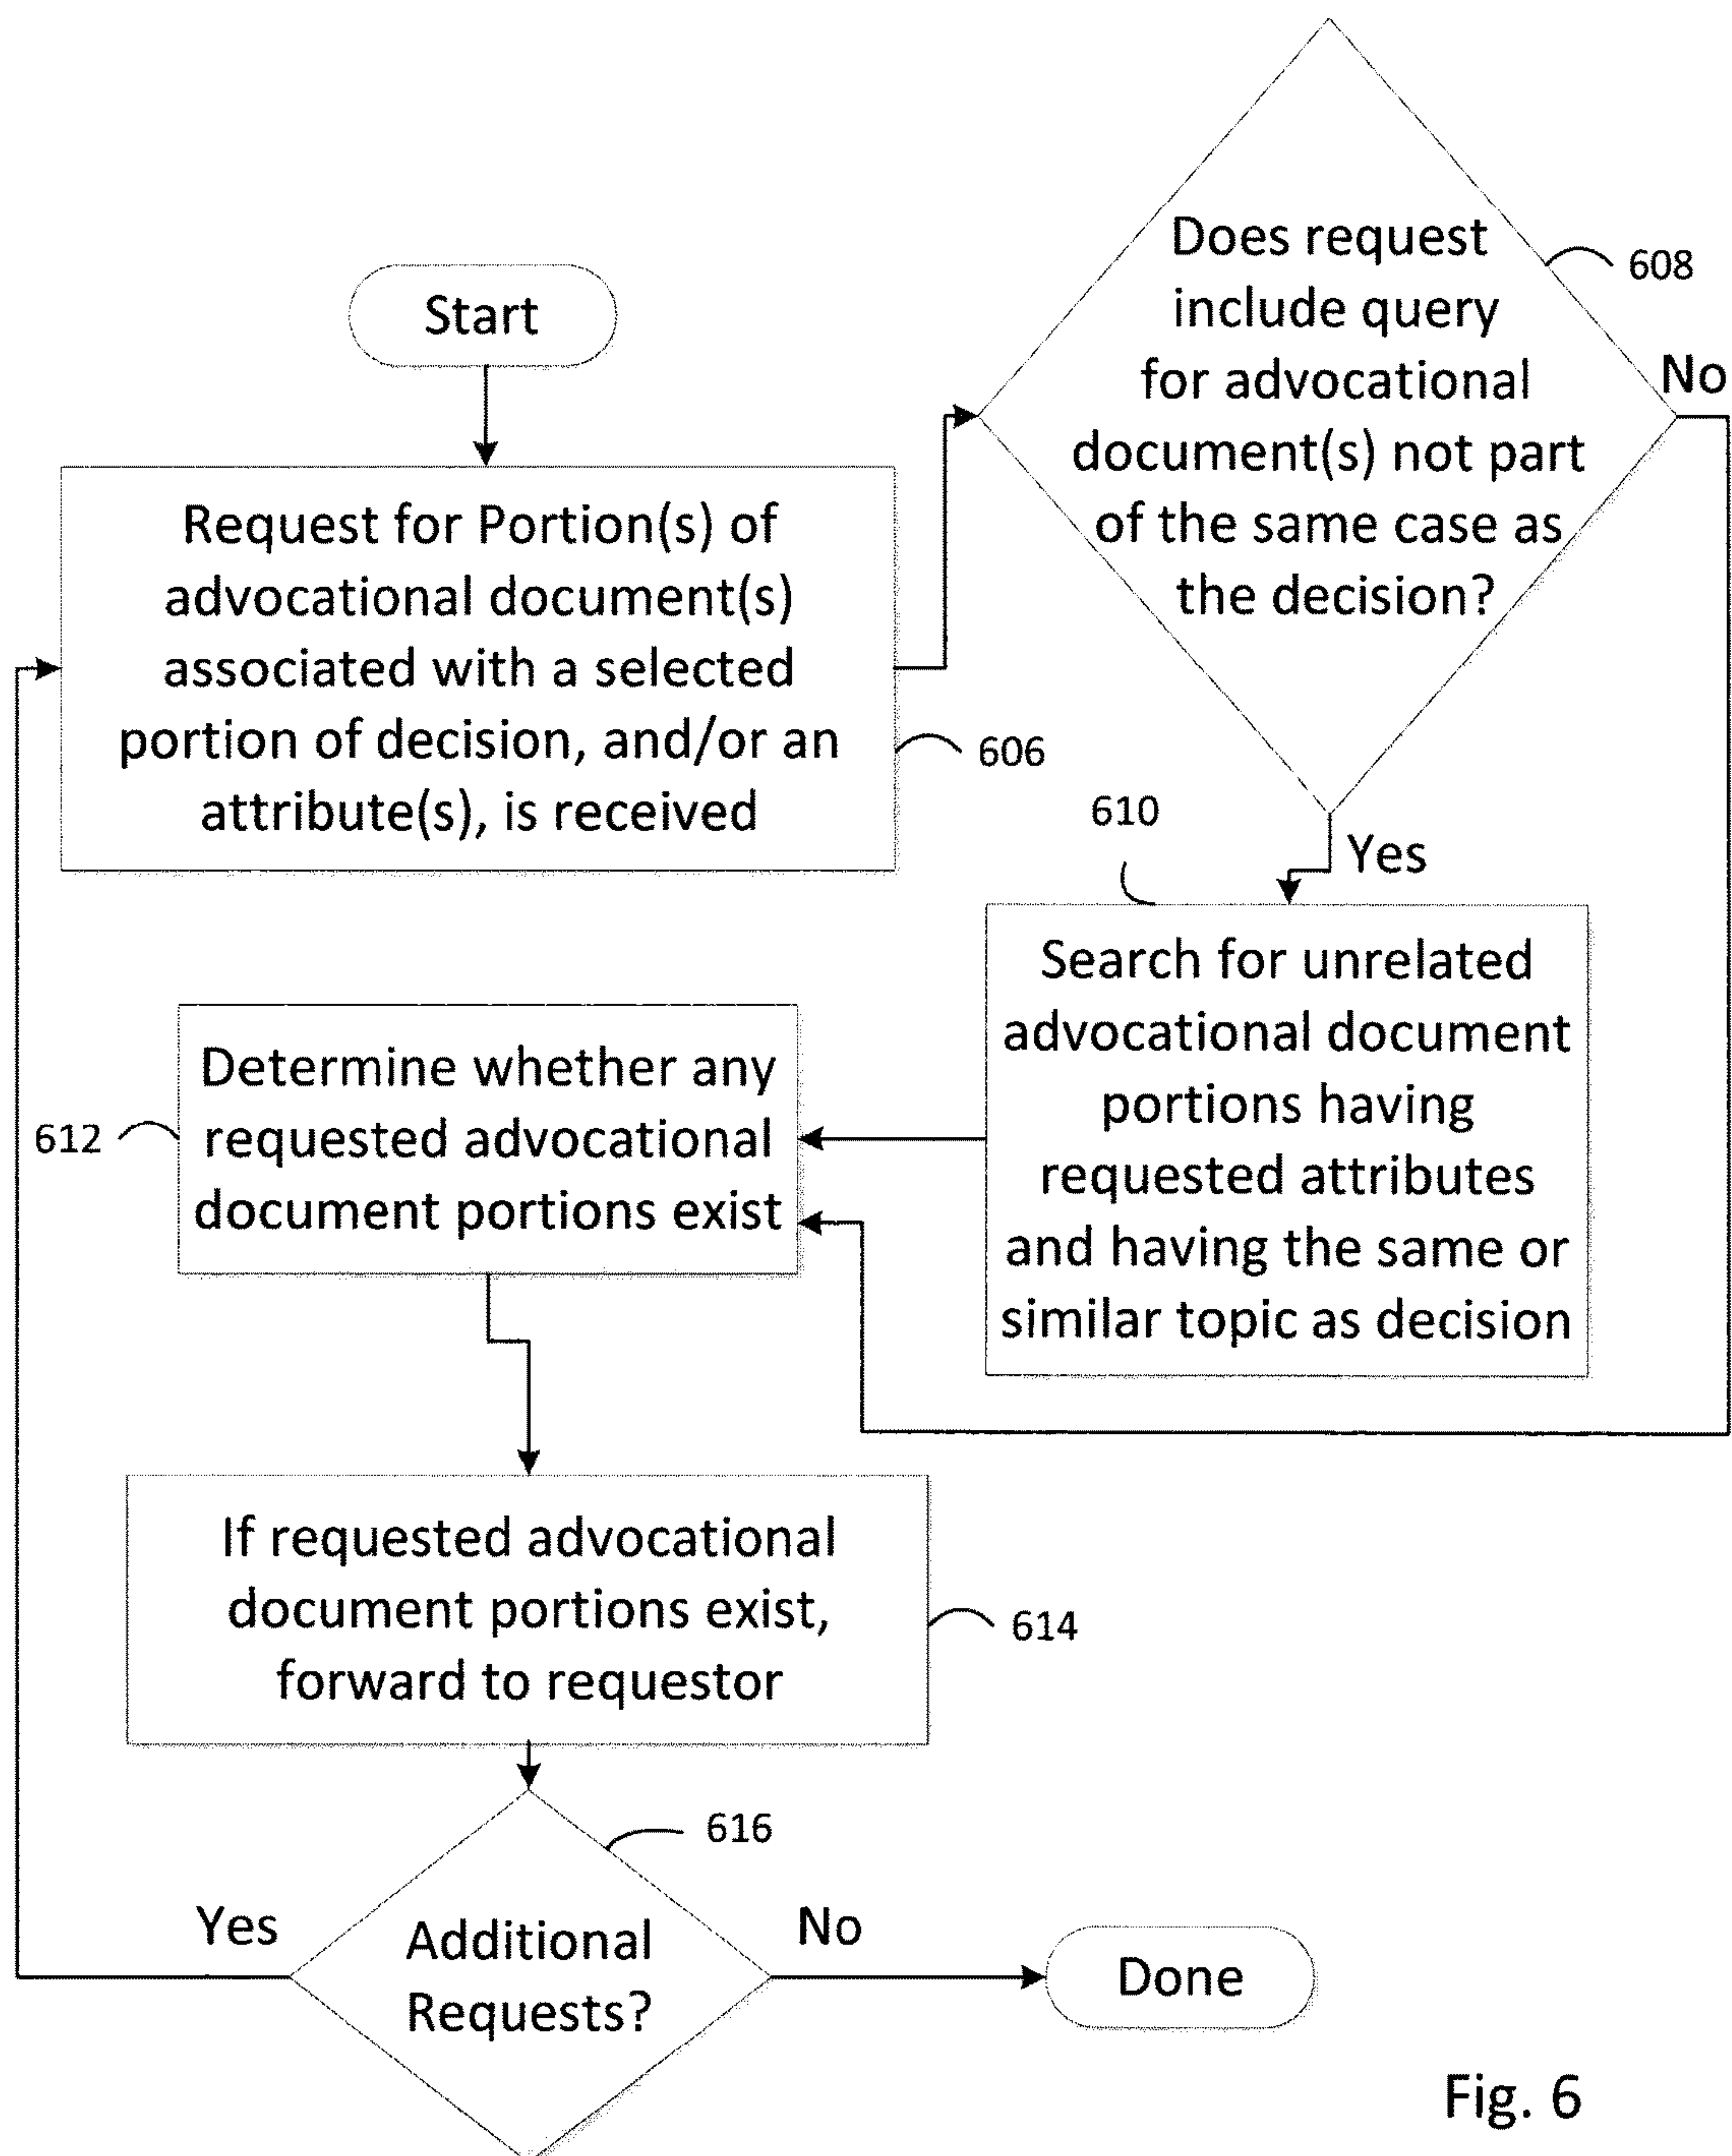 Start
Request for Portion(s) of
advocational document(s)
associated with a selected
portion of decision, and/or an
attribute(s), is received
606
Does request
include query
for advocational
document(s) not part
of the same case as
the decision?
608
No
Yes
610
Search for unrelated
advocational document
portions having
requested attributes
and having the same or
similar topic as decision
Determine whether any
requested advocational
document portions exist
612
If requested advocational
document portions exist,
forward to requestor
614
616
Additional
Requests?
Yes
No
Done
Fig. 6